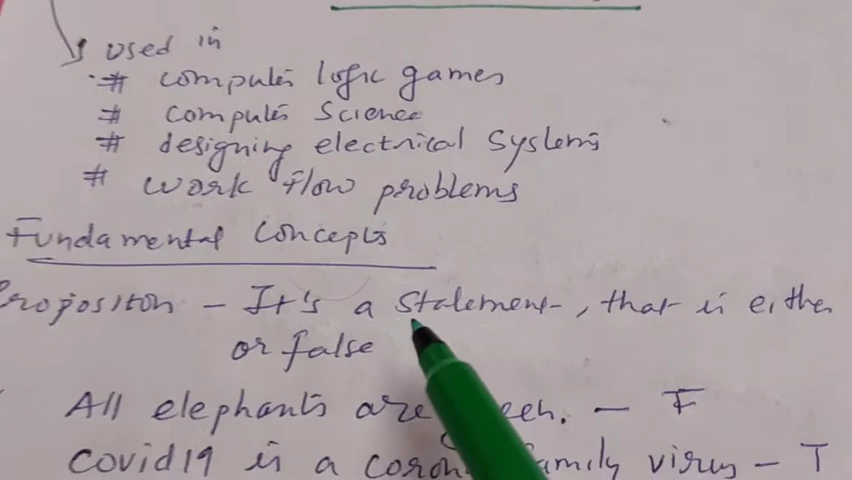 used in
# computer logic games
# computer Science
# designing electrical Systems
# work flow problems
Fundamental Concepts
Proposition - It's a Statement, that is either
or false
All elephants are - F
Covid19 is a family virus - T